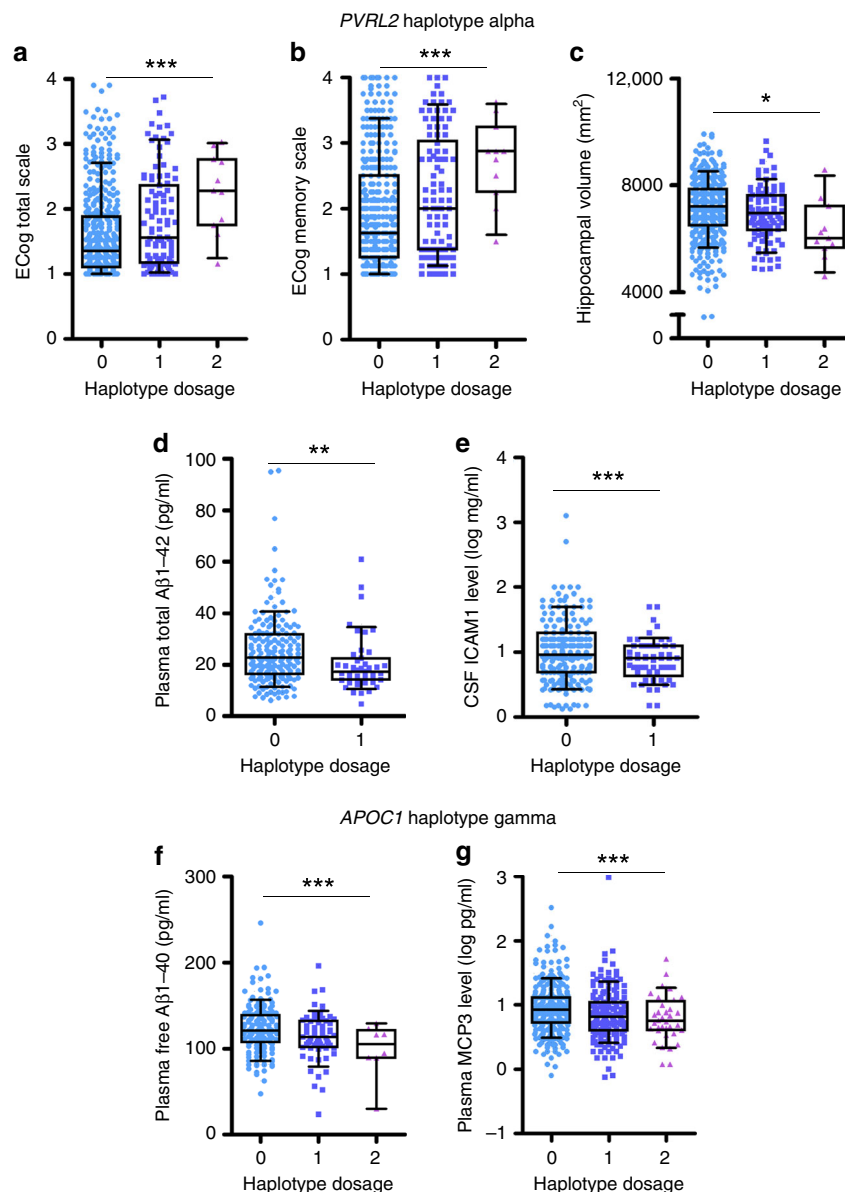 PVRL2 haplotype alpha
a
***
ECog total scale
4
3
2
1
0
0 1 2
Haplotype dosage
b
***
ECog memory scale
4
3
2
1
0
0 1 2
Haplotype dosage
c
*
Hippocampal volume (mm²)
12,000
8000
4000
0
0 1 2
Haplotype dosage
d
**
Plasma total Aβ1–42 (pg/ml)
100
80
60
40
20
0
0 1
Haplotype dosage
e
***
CSF ICAM1 level (log mg/ml)
4
3
2
1
0
0 1
Haplotype dosage
APOC1 haplotype gamma
f
***
Plasma free Aβ1–40 (pg/ml)
300
200
100
0
0 1 2
Haplotype dosage
g
***
Plasma MCP3 level (log pg/ml)
3
2
1
0
–1
0 1 2
Haplotype dosage